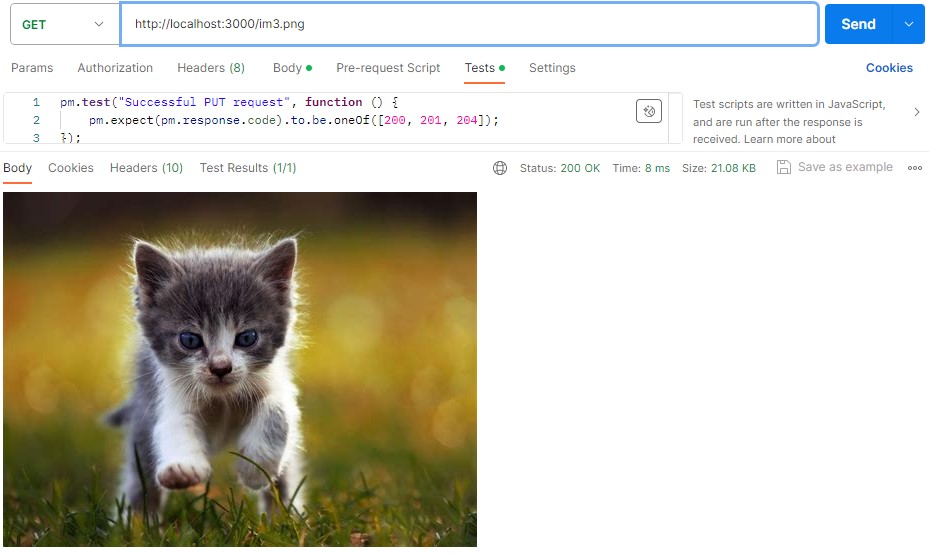 GET http://localhost:3000/im3.png Send
Params Authorization Headers (8) Body Pre-request Script Tests Settings Cookies
1 pm.test("Successful PUT request", function () {
2 pm.expect(pm.response.code).to.be.oneOf([200, 201, 204]);
3 });
Test scripts are written in JavaScript,
and are run after the response is
received. Learn more about
Body Cookies Headers (10) Test Results (1/1) Status: 200 OK Time: 8 ms Size: 21.08 KB Save as example